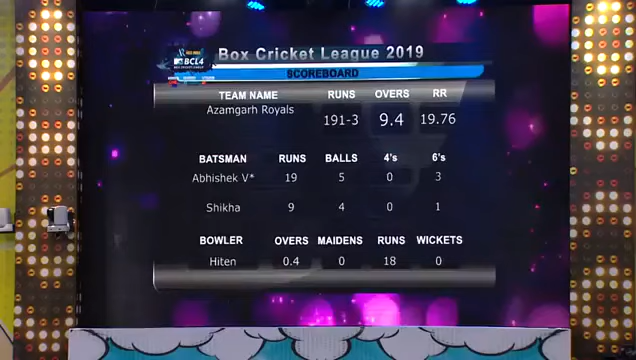 BCL4
Box Cricket League 2019
SCOREBOARD
TEAM NAME RUNS OVERS RR
Azamgarh Royals 191-3 9.4 19.76
BATSMAN RUNS BALLS 4's 6's
Abhishek V* 19 5 0 3
Shikha 9 4 0 1
BOWLER OVERS MAIDENS RUNS WICKETS
Hiten 0.4 0 18 0